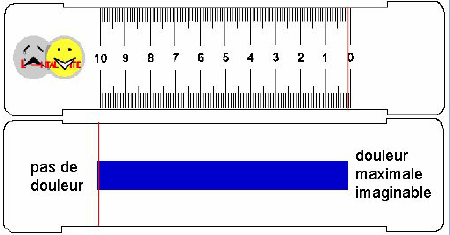 10 9 8 7 6 5 4 3 2 1 0
pas de
douleur
douleur
maximale
imaginable